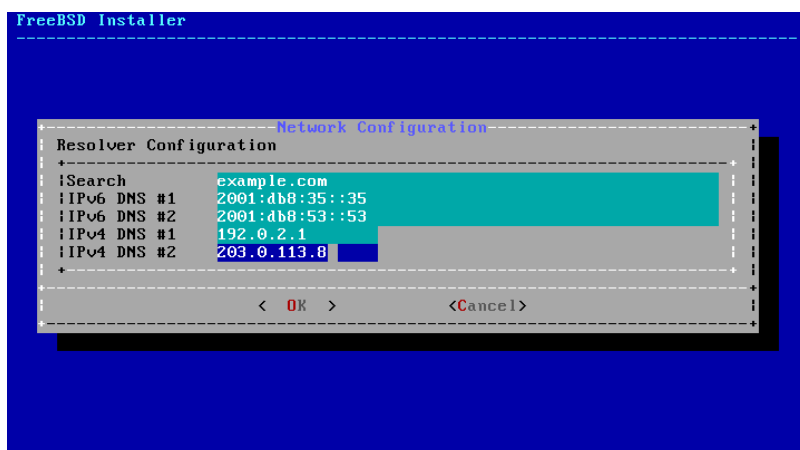 FreeBSD Installer
Network Configuration
Resolver Configuration
Search example.com
IPv6 DNS #1 2001:db8:35::35
IPv6 DNS #2 2001:db8:53::53
IPv4 DNS #1 192.0.2.1
IPv4 DNS #2 203.0.113.8
< OK > <Cancel>